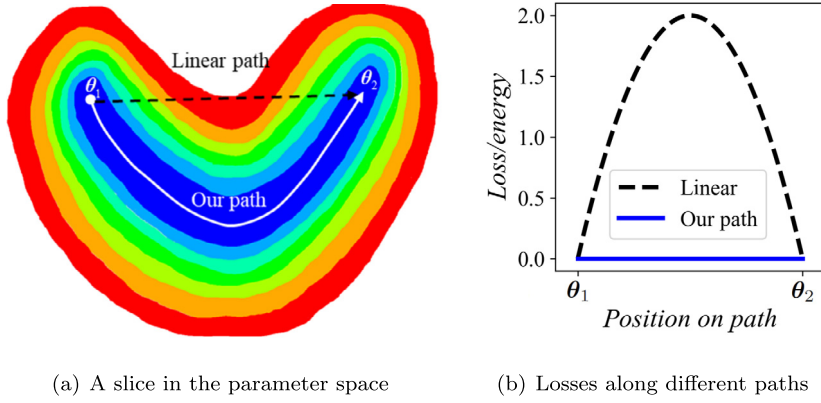 Linear path
θ1
θ2
Our path
(a) A slice in the parameter space
Loss/energy
2.0
1.5
1.0
0.5
0.0
Linear
Our path
θ1
θ2
Position on path
(b) Losses along different paths